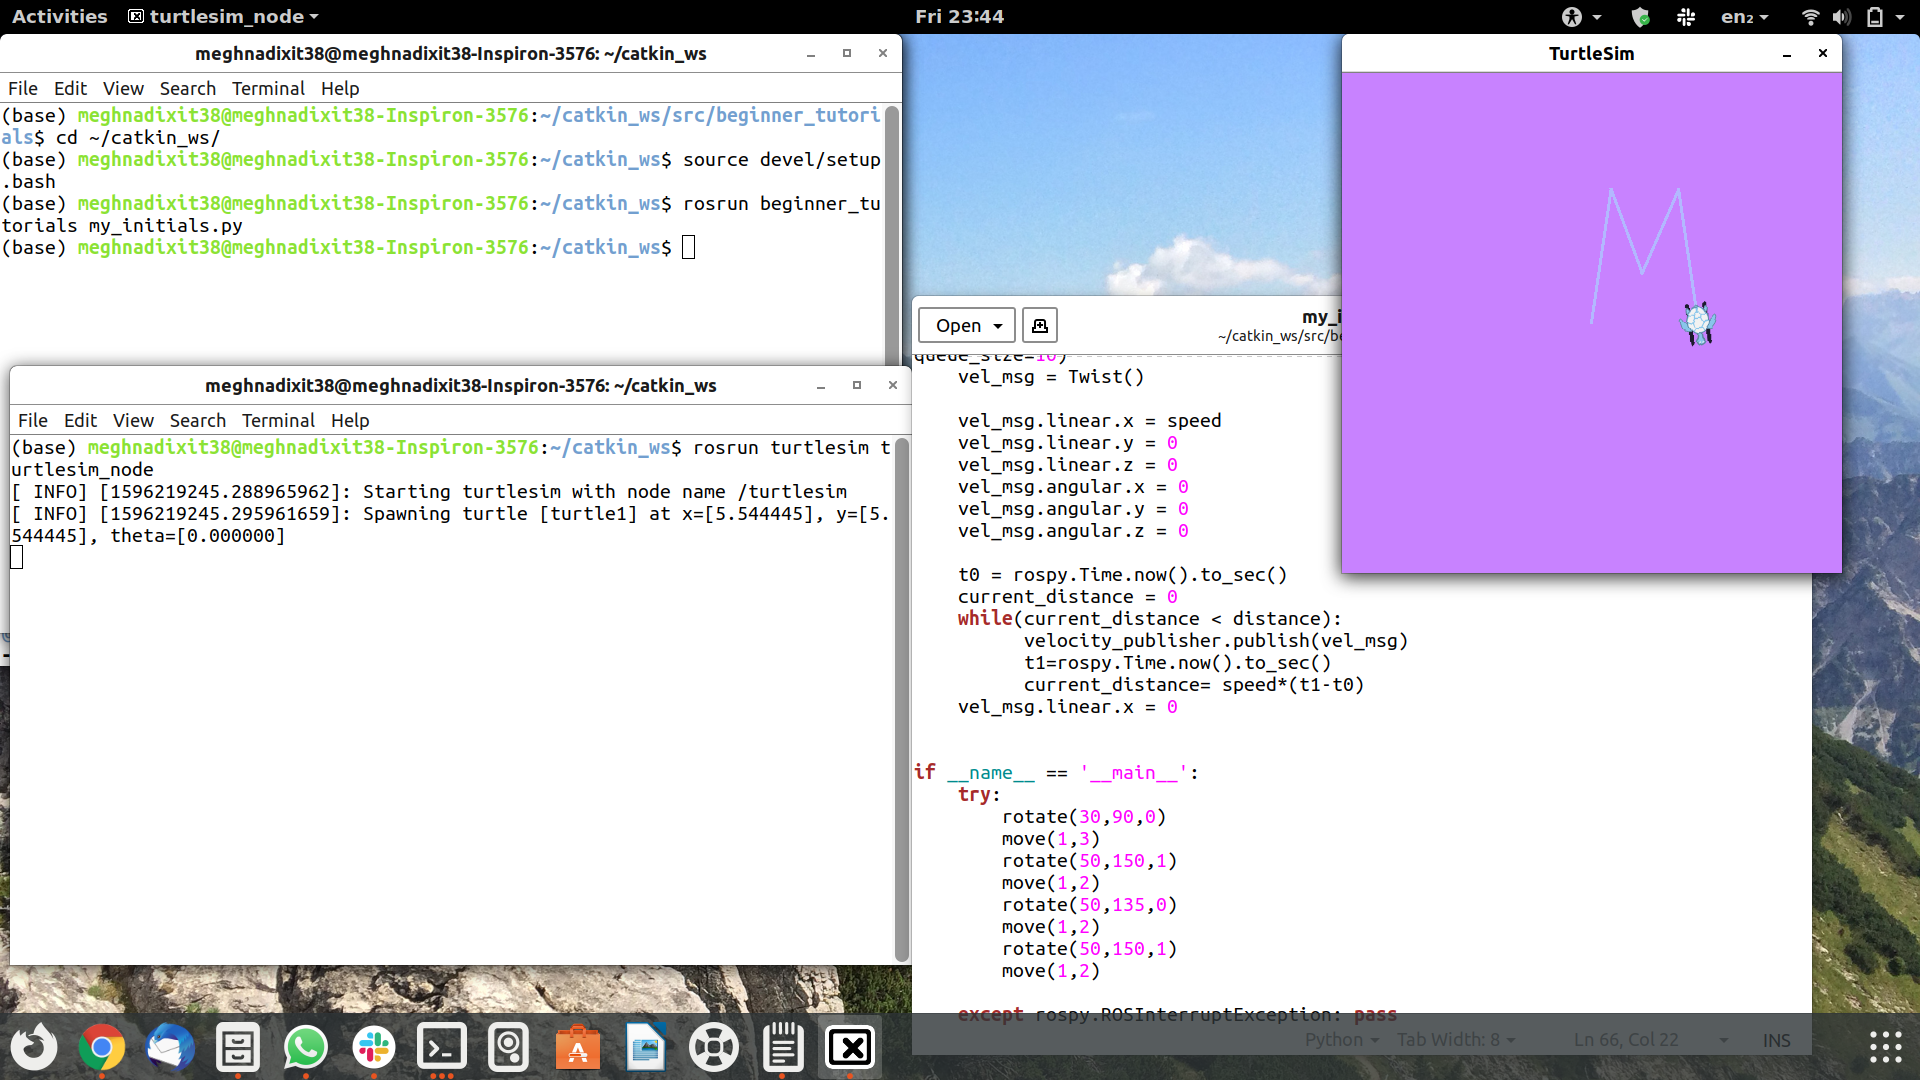 Activities
turtlesim_node
Fri 23:44
en₂
meghnadixit38@meghnadixit38-Inspiron-3576: ~/catkin_ws
File Edit View Search Terminal Help
(base) meghnadixit38@meghnadixit38-Inspiron-3576:~/catkin_ws/src/beginner_tutori
als$ cd ~/catkin_ws/
(base) meghnadixit38@meghnadixit38-Inspiron-3576:~/catkin_ws$ source devel/setup
.bash
(base) meghnadixit38@meghnadixit38-Inspiron-3576:~/catkin_ws$ rosrun beginner_tu
torials my_initials.py
(base) meghnadixit38@meghnadixit38-Inspiron-3576:~/catkin_ws$
meghnadixit38@meghnadixit38-Inspiron-3576: ~/catkin_ws
File Edit View Search Terminal Help
(base) meghnadixit38@meghnadixit38-Inspiron-3576:~/catkin_ws$ rosrun turtlesim t
urtlesim_node
[ INFO] [1596219245.288965962]: Starting turtlesim with node name /turtlesim
[ INFO] [1596219245.295961659]: Spawning turtle [turtle1] at x=[5.544445], y=[5.
544445], theta=[0.000000]
TurtleSim
Open
my_i
~/catkin_ws/src/be
queue_size=10)
vel_msg = Twist()
vel_msg.linear.x = speed
vel_msg.linear.y = 0
vel_msg.linear.z = 0
vel_msg.angular.x = 0
vel_msg.angular.y = 0
vel_msg.angular.z = 0
t0 = rospy.Time.now().to_sec()
current_distance = 0
while(current_distance < distance):
velocity_publisher.publish(vel_msg)
t1=rospy.Time.now().to_sec()
current_distance= speed*(t1-t0)
vel_msg.linear.x = 0
if __name__ == '__main__':
try:
rotate(30,90,0)
move(1,3)
rotate(50,150,1)
move(1,2)
rotate(50,135,0)
move(1,2)
rotate(50,150,1)
move(1,2)
except rospy.ROSInterruptException: pass
Python Tab Width: 8 Ln 66, Col 22 INS